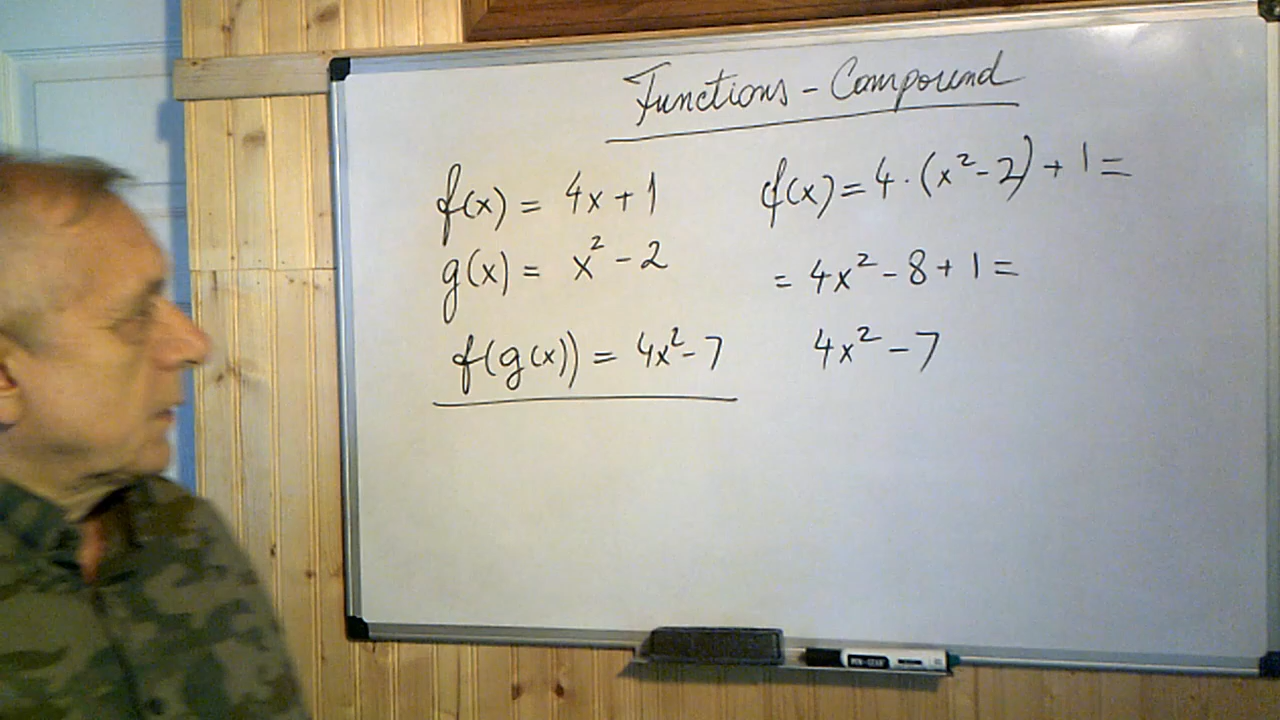 Functions - Compound
f(x) = 4x + 1
g(x) = x² - 2
f(g(x)) = 4x² - 7
f(x) = 4 · (x² - 2) + 1 =
= 4x² - 8 + 1 =
4x² - 7